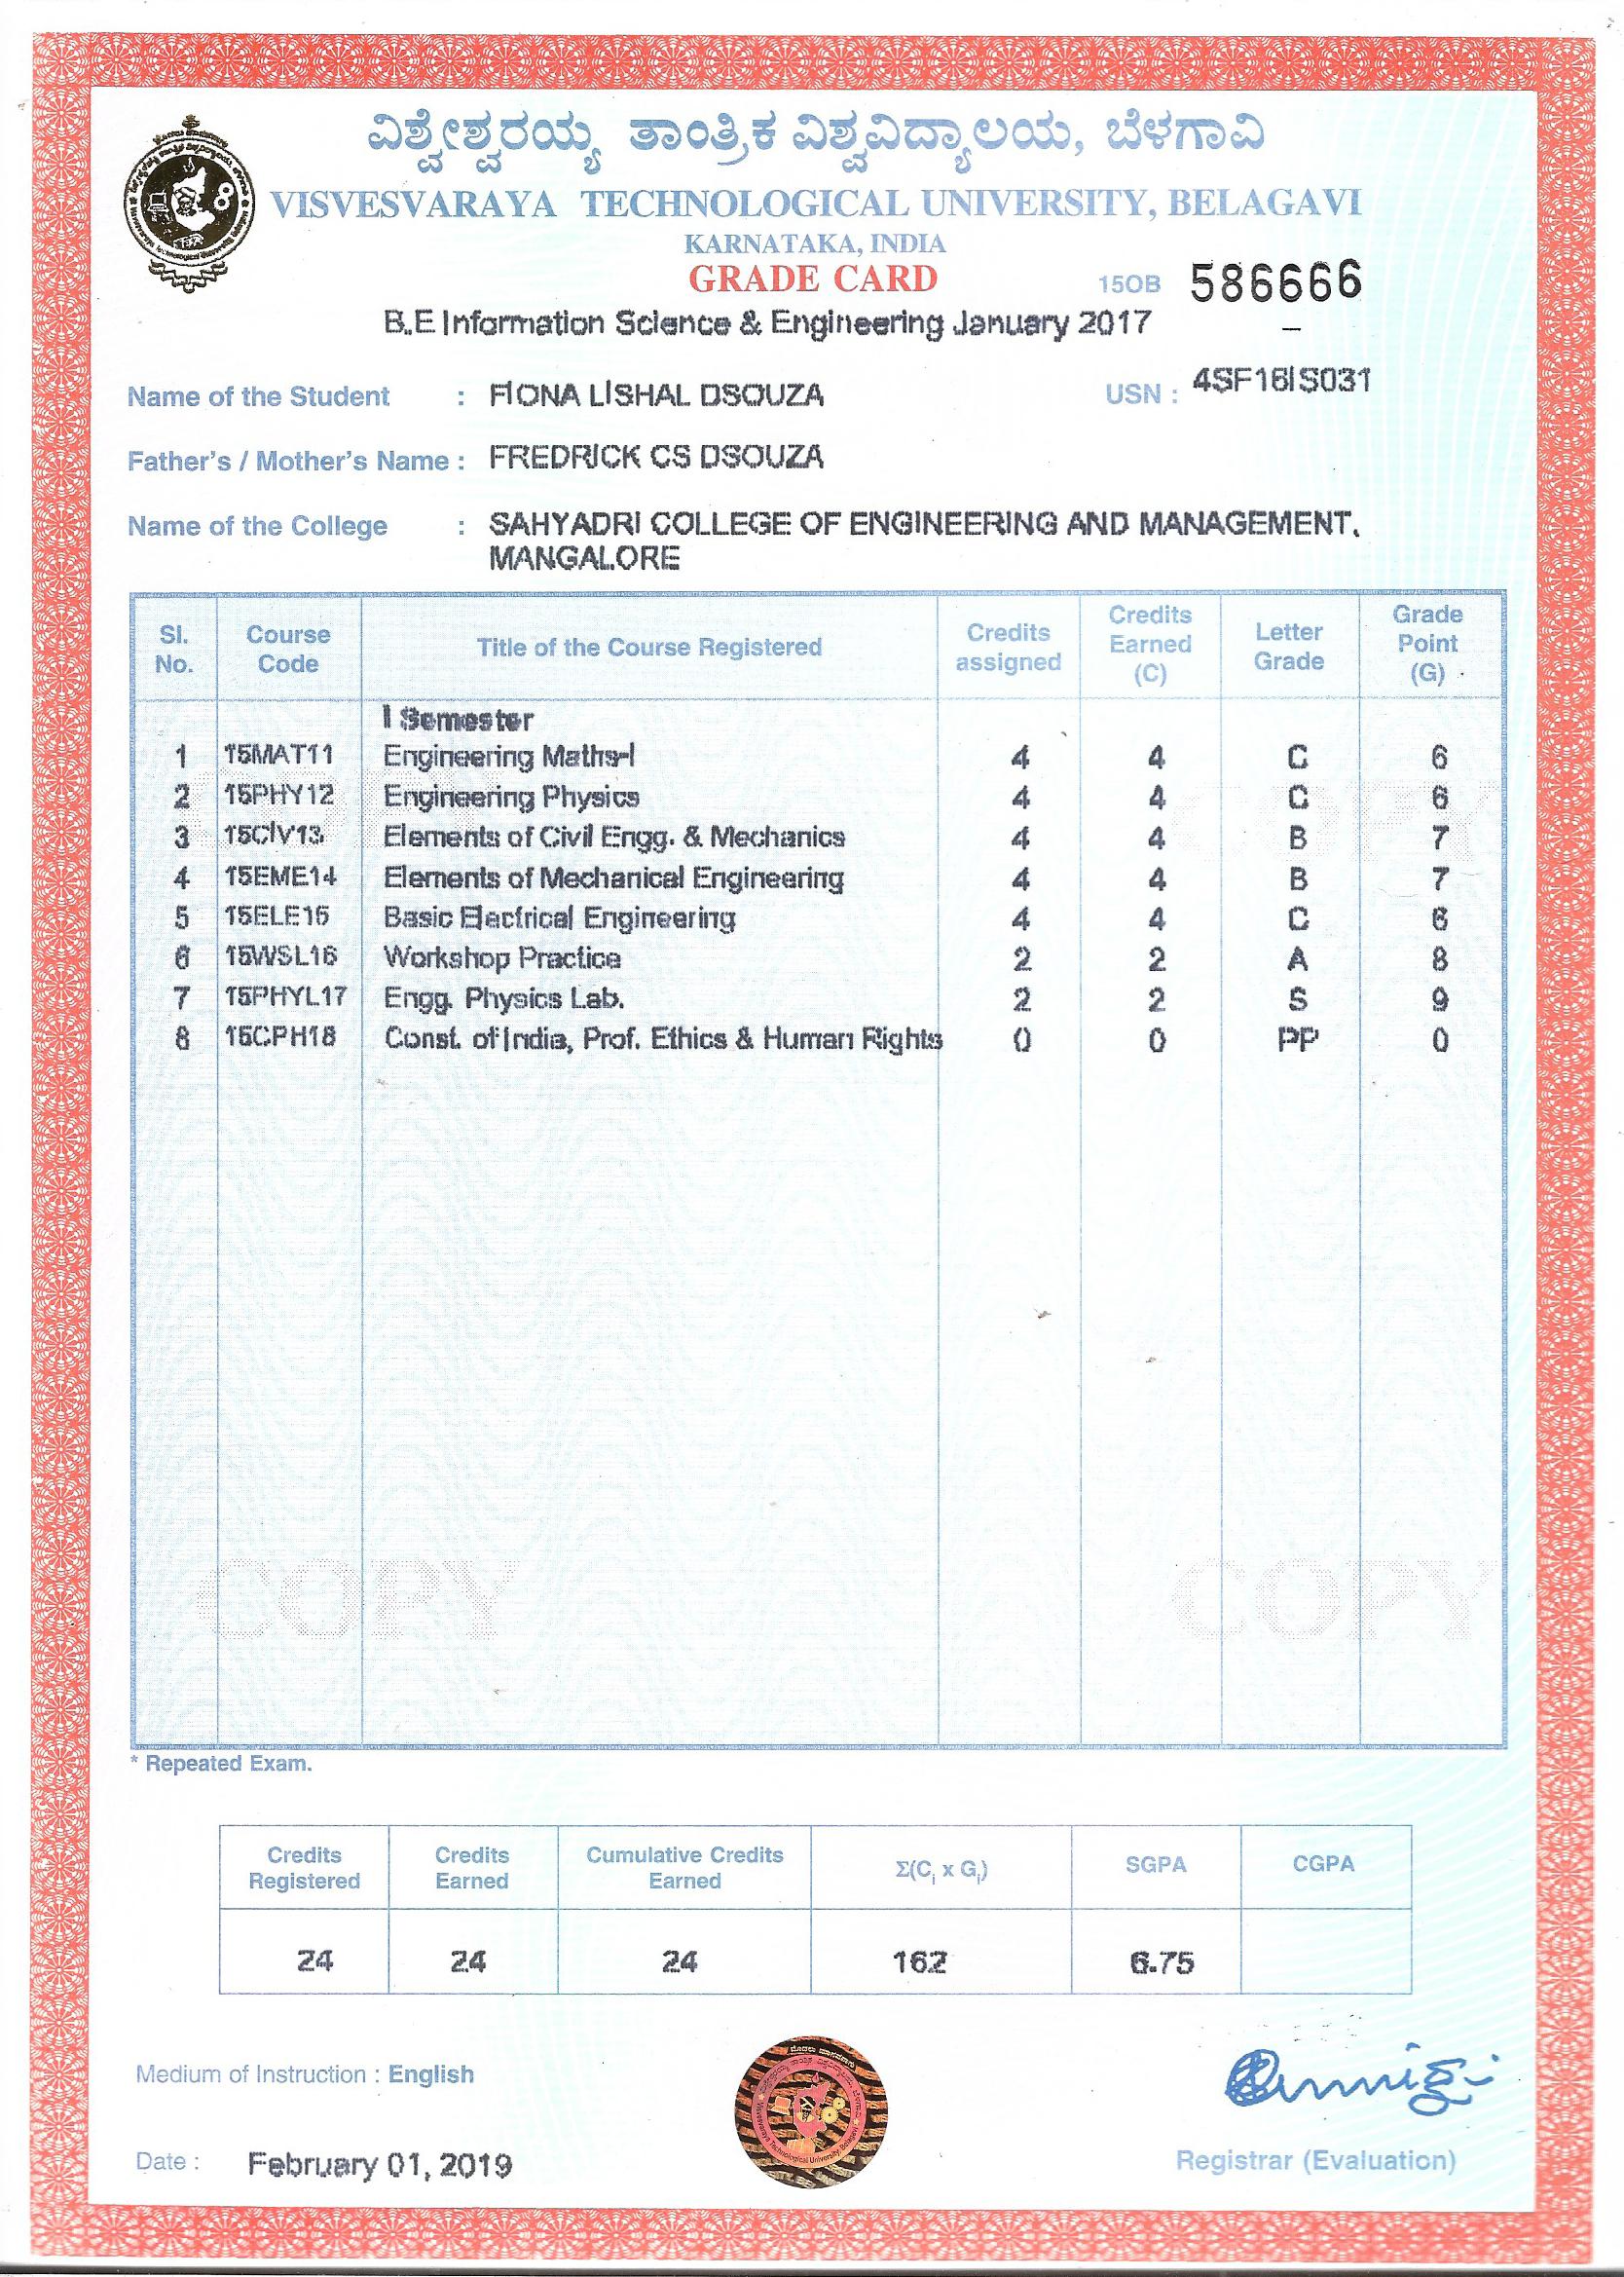 ವಿಶ್ವೇಶ್ವರಯ್ಯ ತಾಂತ್ರಿಕ ವಿಶ್ವವಿದ್ಯಾಲಯ, ಬೆಳಗಾವಿ
VISVESVARAYA TECHNOLOGICAL UNIVERSITY, BELAGAVI
KARNATAKA, INDIA
GRADE CARD 15OB 586666
B.E Information Science & Engineering January 2017
Name of the Student : FIONA LISHAL DSOUZA USN : 4SF16IS031
Father's / Mother's Name : FREDRICK CS DSOUZA
Name of the College : SAHYADRI COLLEGE OF ENGINEERING AND MANAGEMENT,
MANGALORE
Sl. No. Course Code Title of the Course Registered Credits assigned Credits Earned (C) Letter Grade Grade Point (G)
I Semester
1 15MAT11 Engineering Maths-I 4 4 C 6
2 15PHY12 Engineering Physics 4 4 C 6
3 15CIV13 Elements of Civil Engg. & Mechanics 4 4 B 7
4 15EME14 Elements of Mechanical Engineering 4 4 B 7
5 15ELE15 Basic Electrical Engineering 4 4 C 6
6 15WSL16 Workshop Practice 2 2 A 8
7 15PHYL17 Engg. Physics Lab. 2 2 S 9
8 15CPH18 Const. of India, Prof. Ethics & Human Rights 0 0 PP 0
COPY COPY
* Repeated Exam.
Credits Registered Credits Earned Cumulative Credits Earned Σ(Ci x Gi) SGPA CGPA
24 24 24 162 6.75
Medium of Instruction : English
Date : February 01, 2019 Registrar (Evaluation)